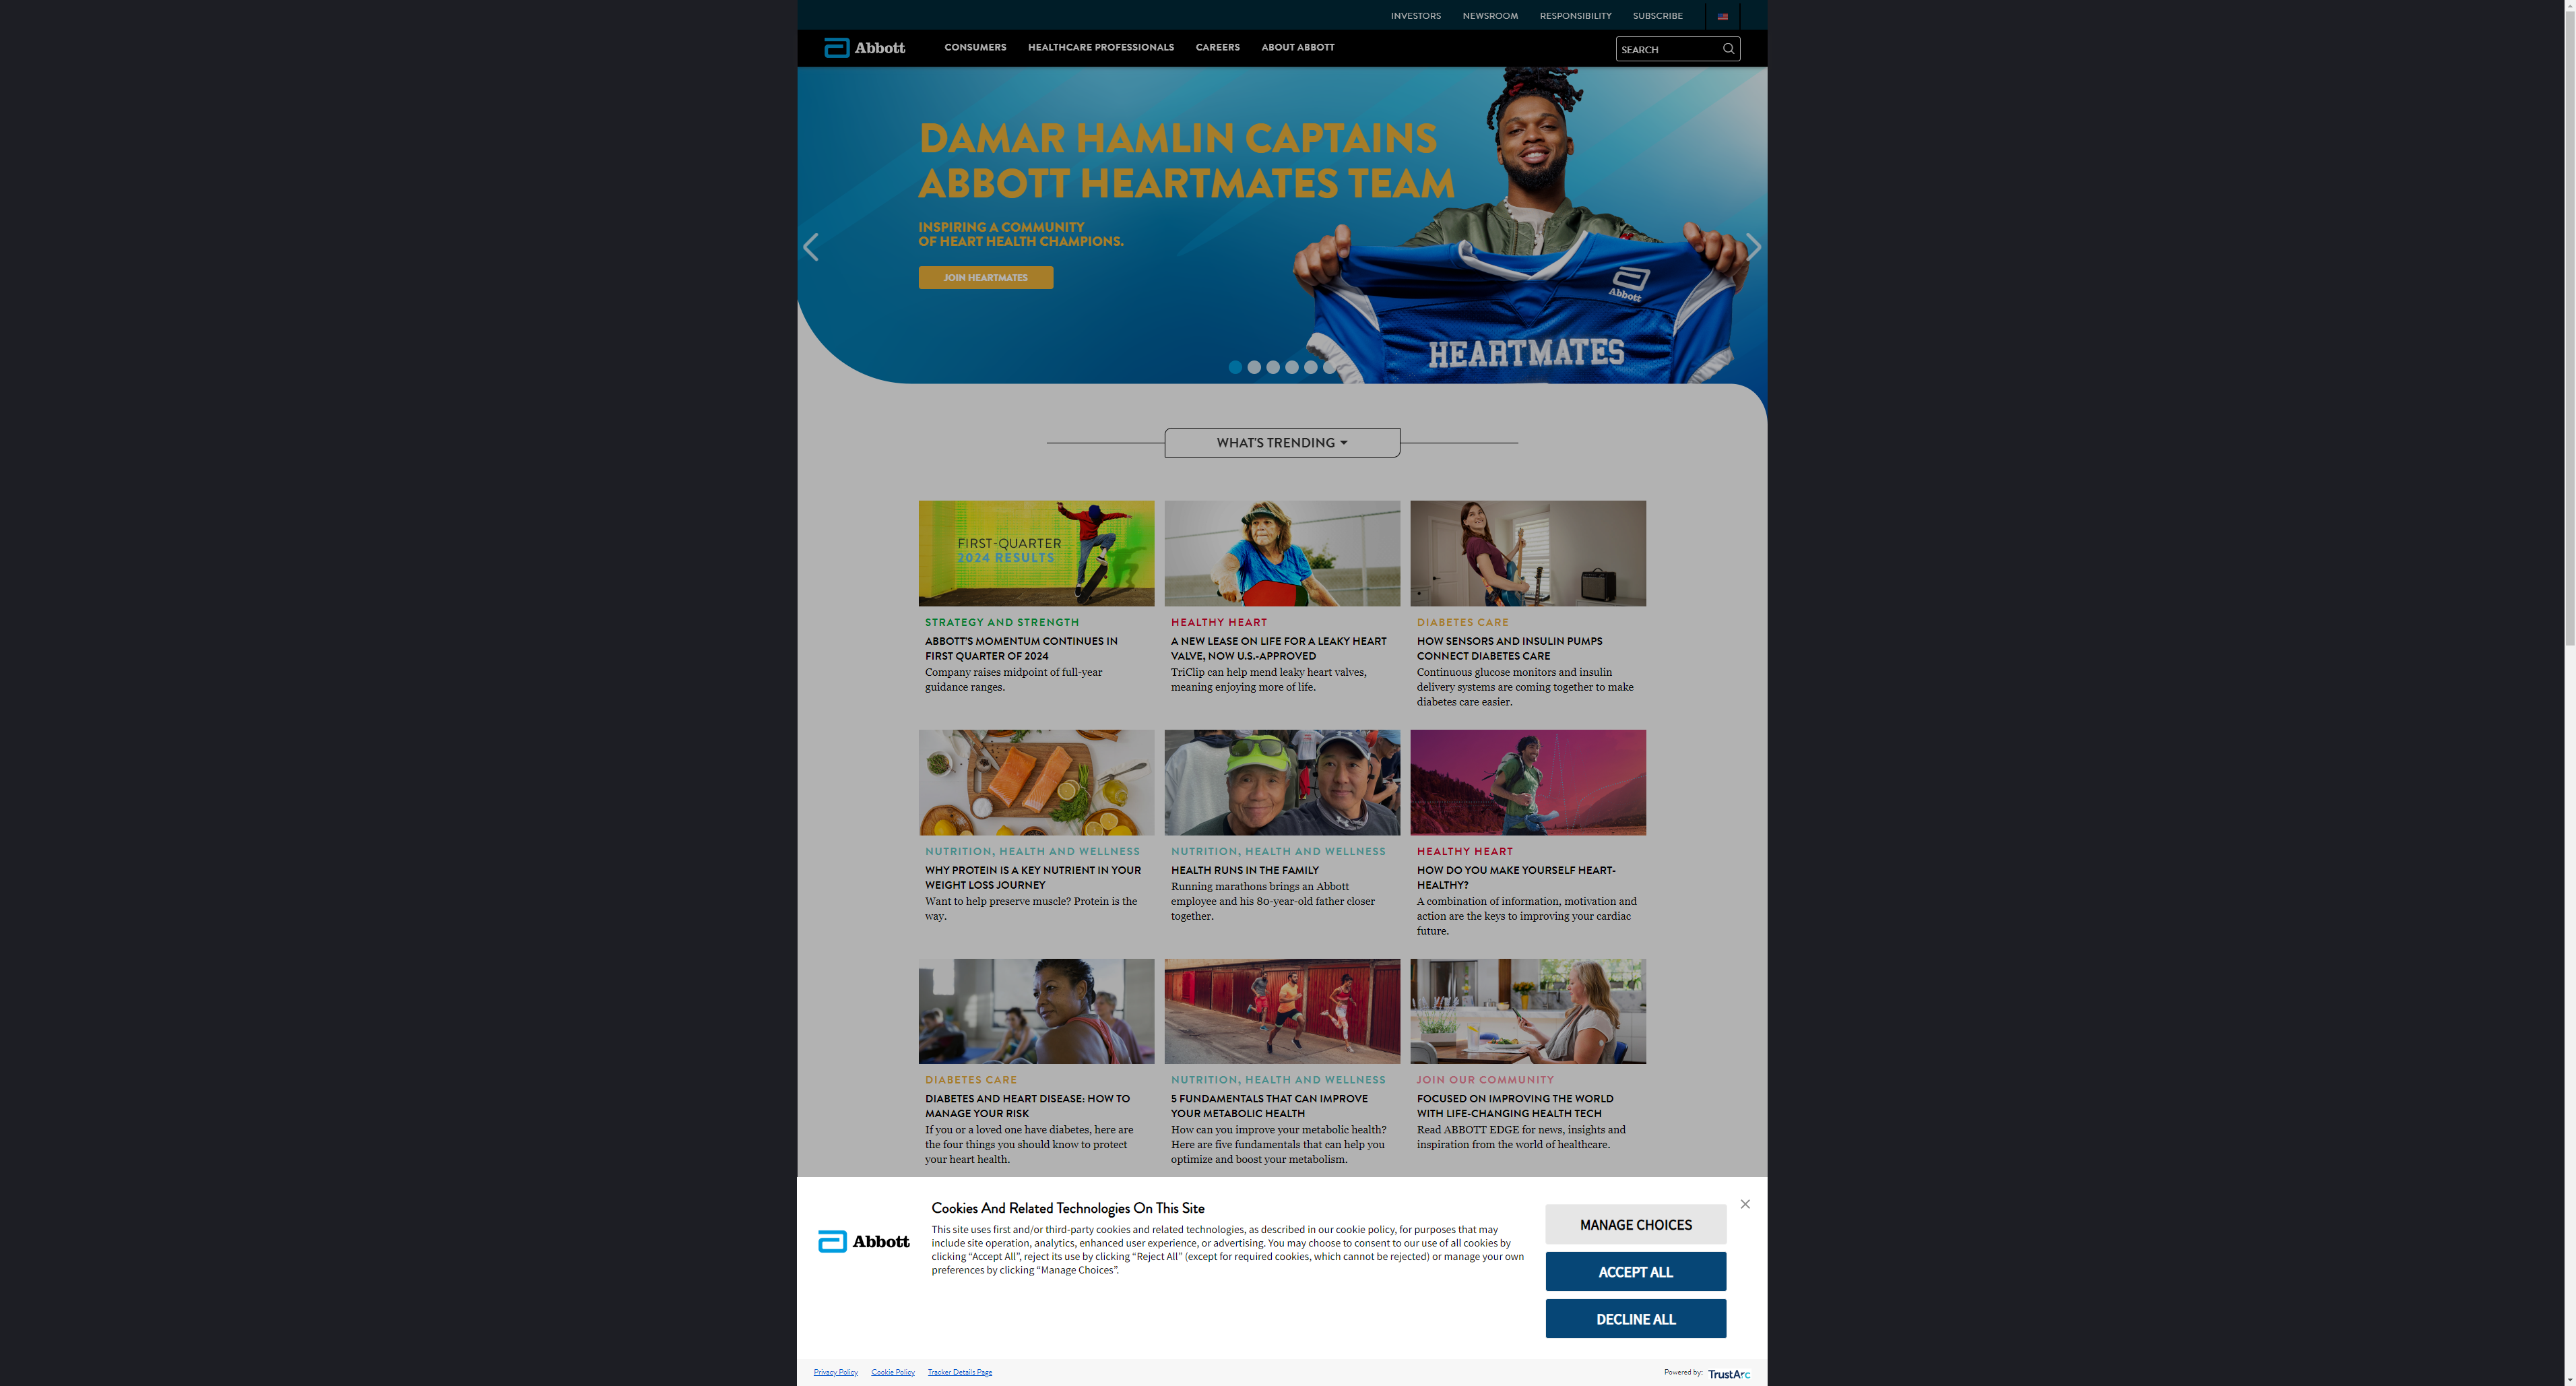 INVESTORS NEWSROOM RESPONSIBILITY SUBSCRIBE
Abbott CONSUMERS HEALTHCARE PROFESSIONALS CAREERS ABOUT ABBOTT SEARCH
DAMAR HAMLIN CAPTAINS
ABBOTT HEARTMATES TEAM
INSPIRING A COMMUNITY
OF HEART HEALTH CHAMPIONS.
JOIN HEARTMATES
Abbott
HEARTMATES
WHAT'S TRENDING
FIRST-QUARTER
2024 RESULTS
STRATEGY AND STRENGTH
ABBOTT'S MOMENTUM CONTINUES IN
FIRST QUARTER OF 2024
Company raises midpoint of full-year
guidance ranges.
HEALTHY HEART
A NEW LEASE ON LIFE FOR A LEAKY HEART
VALVE, NOW U.S.-APPROVED
TriClip can help mend leaky heart valves,
meaning enjoying more of life.
DIABETES CARE
HOW SENSORS AND INSULIN PUMPS
CONNECT DIABETES CARE
Continuous glucose monitors and insulin
delivery systems are coming together to make
diabetes care easier.
NUTRITION, HEALTH AND WELLNESS
WHY PROTEIN IS A KEY NUTRIENT IN YOUR
WEIGHT LOSS JOURNEY
Want to help preserve muscle? Protein is the
way.
NUTRITION, HEALTH AND WELLNESS
HEALTH RUNS IN THE FAMILY
Running marathons brings an Abbott
employee and his 80-year-old father closer
together.
HEALTHY HEART
HOW DO YOU MAKE YOURSELF HEART-
HEALTHY?
A combination of information, motivation and
action are the keys to improving your cardiac
future.
DIABETES CARE
DIABETES AND HEART DISEASE: HOW TO
MANAGE YOUR RISK
If you or a loved one have diabetes, here are
the four things you should know to protect
your heart health.
NUTRITION, HEALTH AND WELLNESS
5 FUNDAMENTALS THAT CAN IMPROVE
YOUR METABOLIC HEALTH
How can you improve your metabolic health?
Here are five fundamentals that can help you
optimize and boost your metabolism.
JOIN OUR COMMUNITY
FOCUSED ON IMPROVING THE WORLD
WITH LIFE-CHANGING HEALTH TECH
Read ABBOTT EDGE for news, insights and
inspiration from the world of healthcare.
Abbott
Cookies And Related Technologies On This Site
This site uses first and/or third-party cookies and related technologies, as described in our cookie policy, for purposes that may
include site operation, analytics, enhanced user experience, or advertising. You may choose to consent to our use of all cookies by
clicking “Accept All”, reject its use by clicking “Reject All” (except for required cookies, which cannot be rejected) or manage your own
preferences by clicking “Manage Choices”.
MANAGE CHOICES
ACCEPT ALL
DECLINE ALL
Privacy Policy Cookie Policy Tracker Details Page
Powered by: TrustArc